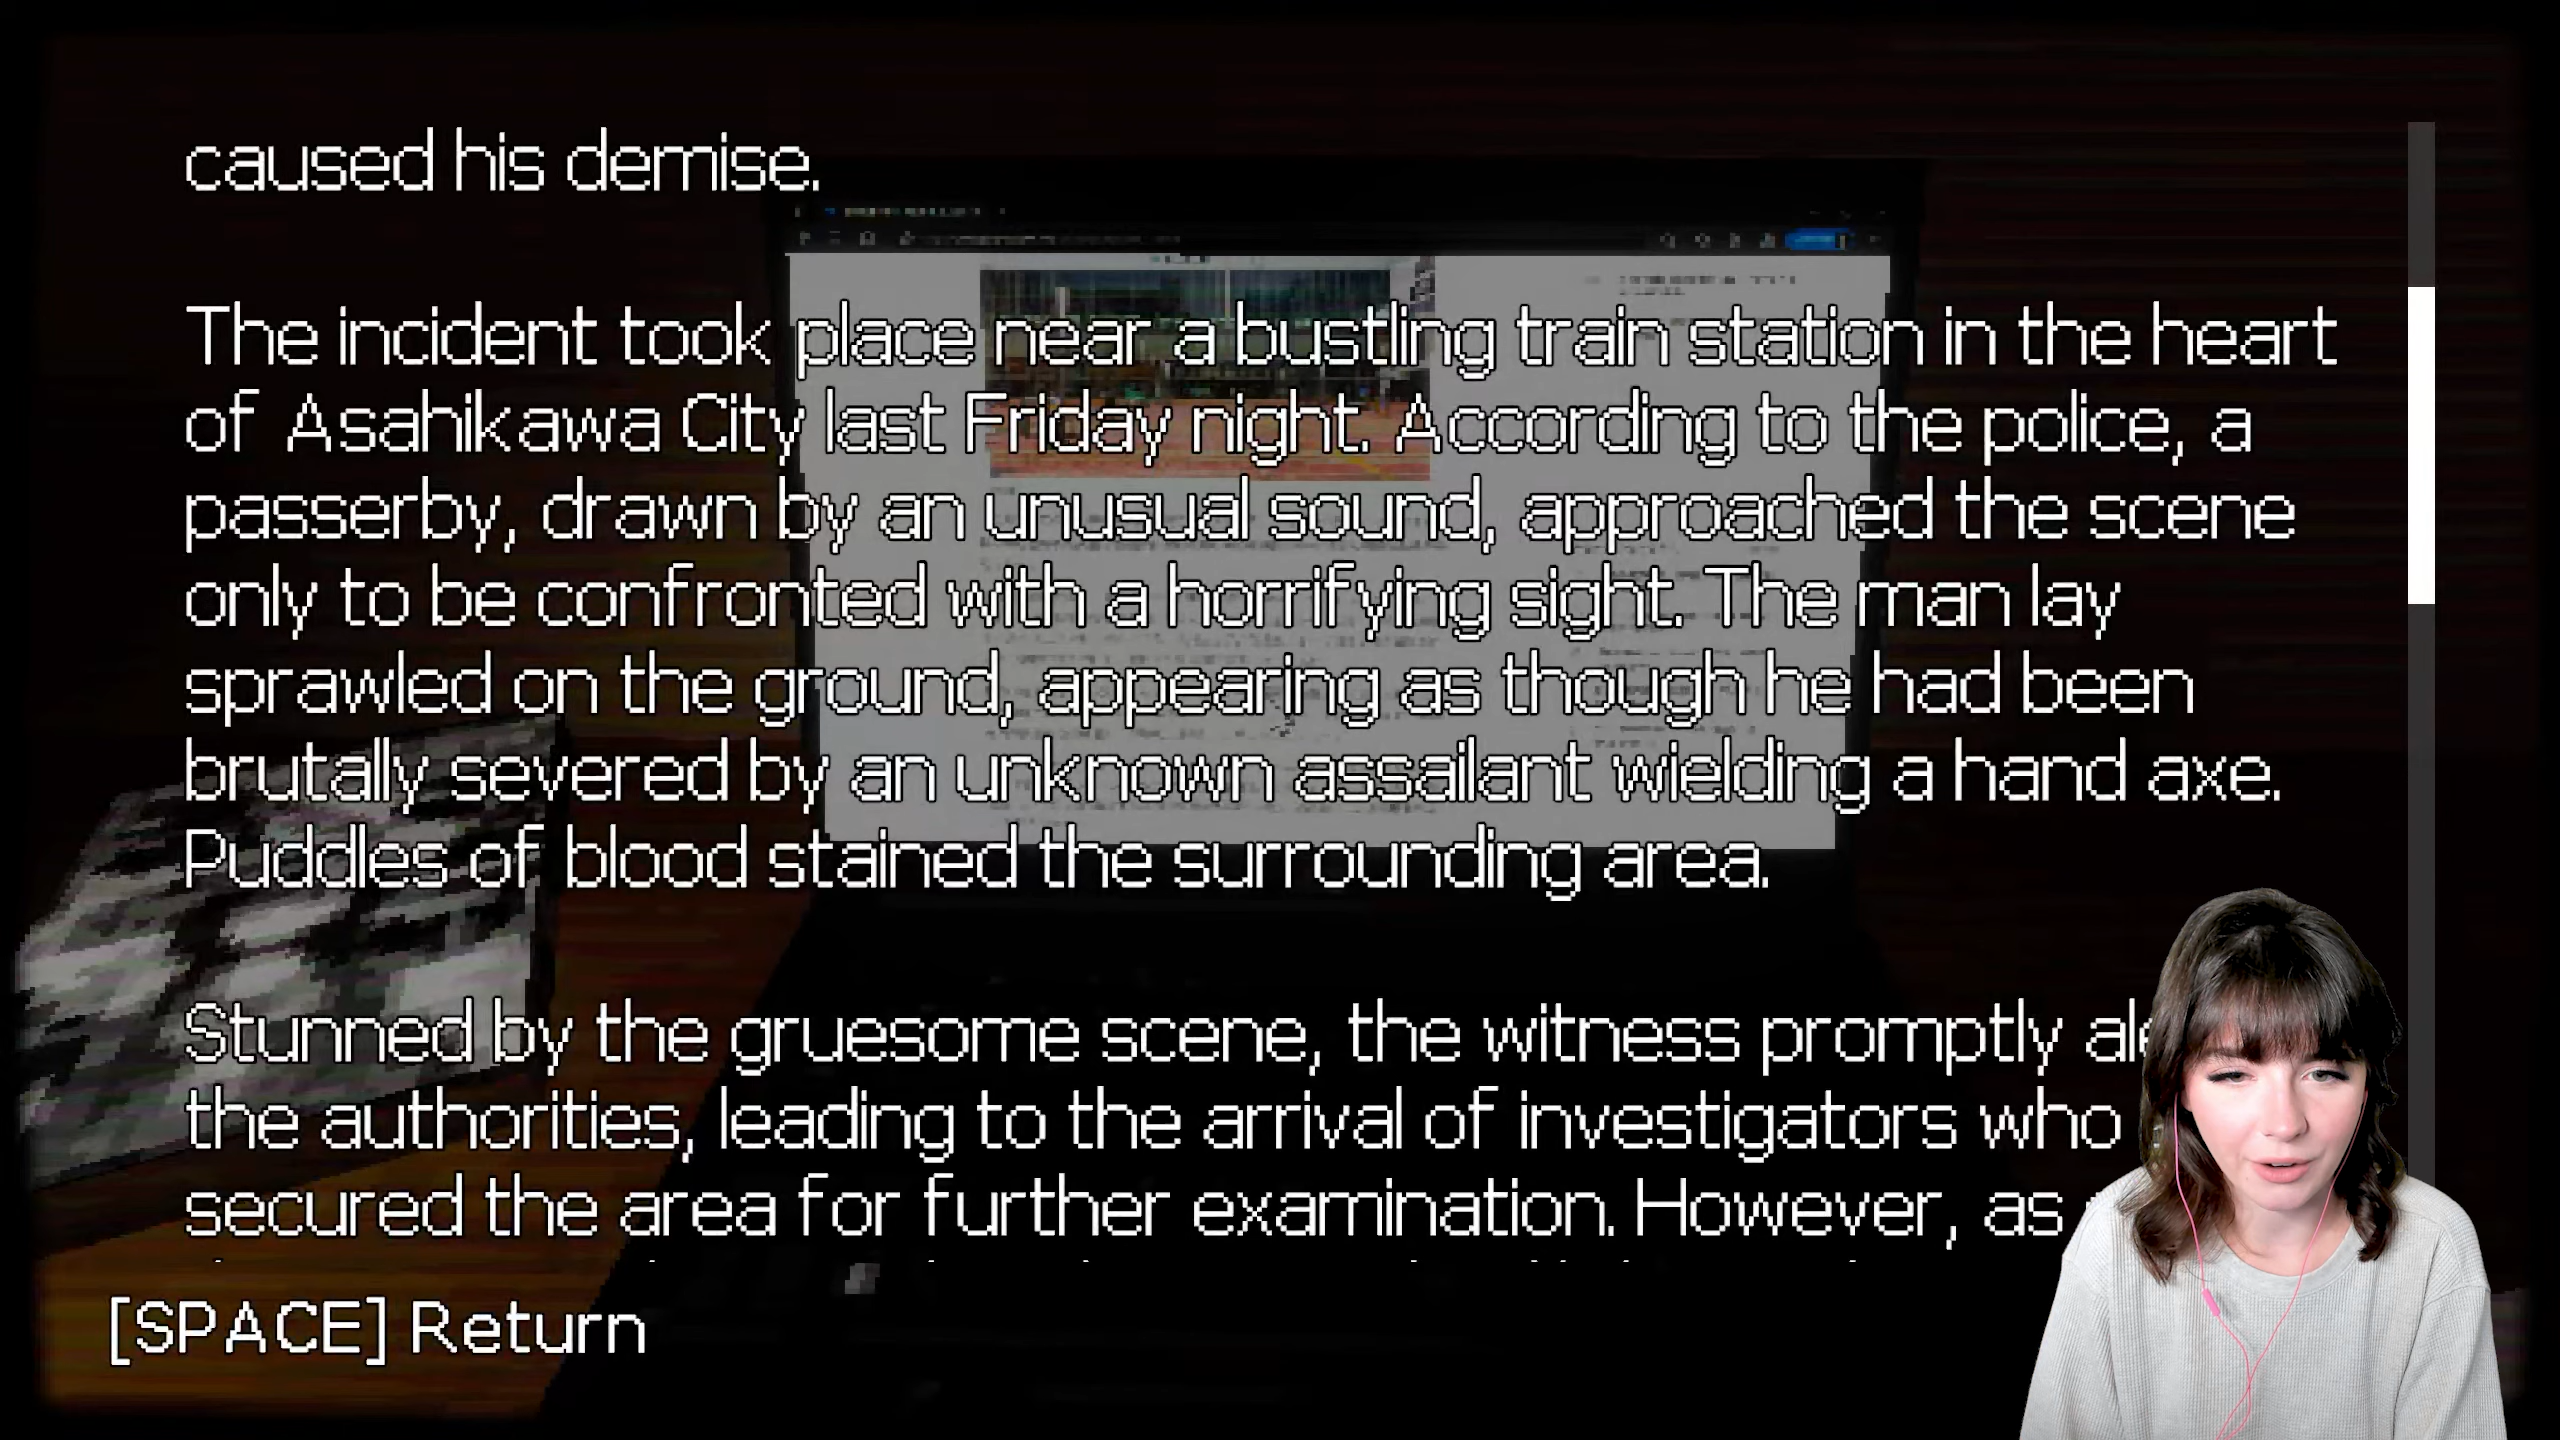 caused his demise.
The incident took place near a bustling train station in the heart
of Asahikawa City last Friday night. According to the police, a
passerby, drawn by an unusual sound, approached the scene
only to be confronted with a horrifying sight. The man lay
sprawled on the ground, appearing as though he had been
brutally severed by an unknown assailant wielding a hand axe.
Puddles of blood stained the surrounding area.
Stunned by the gruesome scene, the witness promptly
the authorities, leading to the arrival of investigators who
secured the area for further examination. However, as
[SPACE] Return